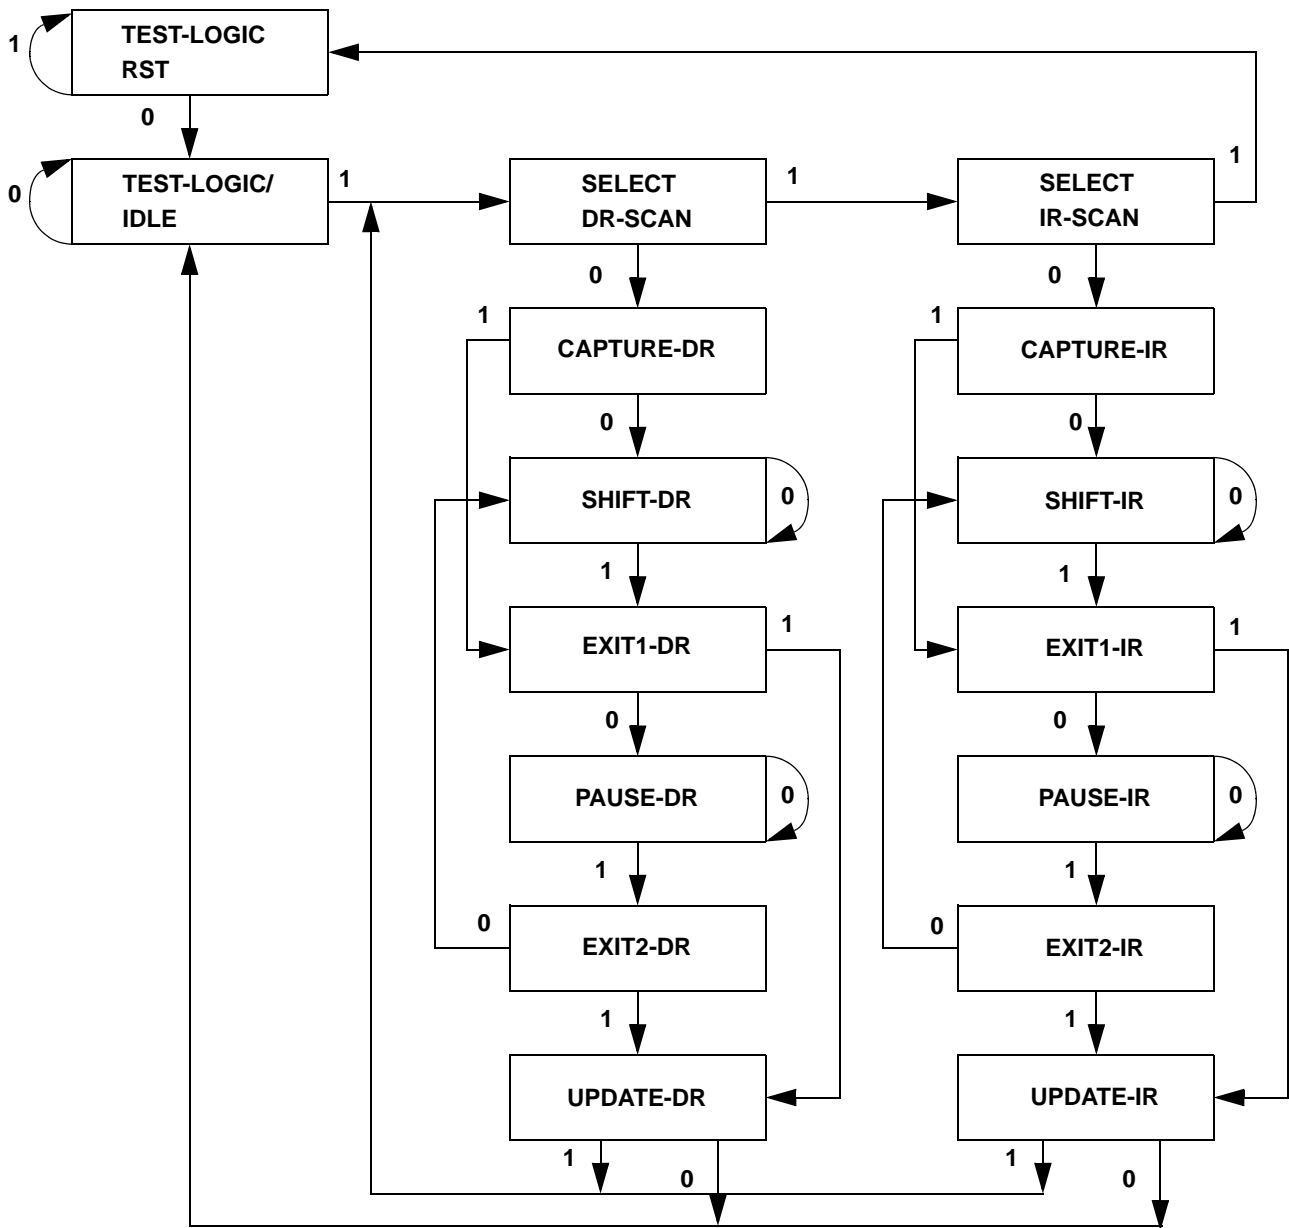 1
TEST-LOGIC
RST
0
0
TEST-LOGIC/
IDLE
1
SELECT
DR-SCAN
1
SELECT
IR-SCAN
1
0
0
1
CAPTURE-DR
1
CAPTURE-IR
0
0
SHIFT-DR
0
SHIFT-IR
0
1
1
EXIT1-DR
1
EXIT1-IR
1
0
0
PAUSE-DR
0
PAUSE-IR
0
1
1
0
EXIT2-DR
0
EXIT2-IR
1
1
UPDATE-DR
UPDATE-IR
1
0
1
0